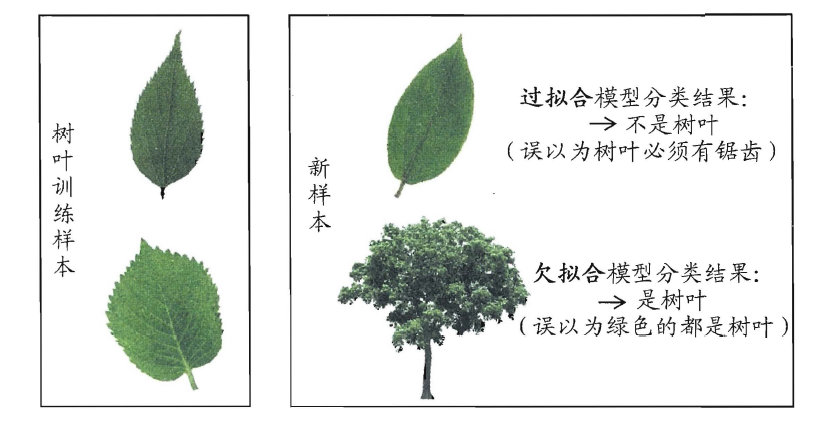 树叶训练样本
新样本
过拟合模型分类结果：
→ 不是树叶
（误以为树叶必须有锯齿）
欠拟合模型分类结果：
→ 是树叶
（误以为绿色的都是树叶）